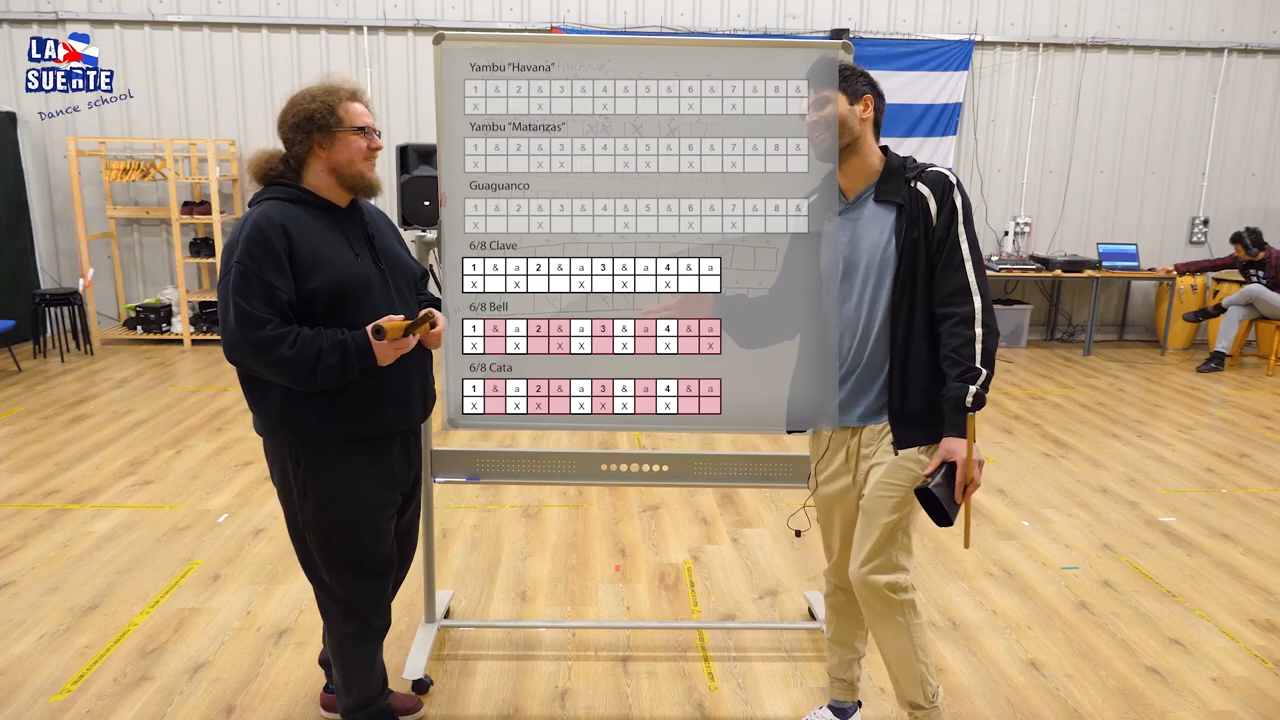 LA
SUERTE
Dance school
Yambu "Havana"
1 & 2 & 3 & 4 & 5 & 6 & 7 & 8 &
X X X X X
Yambu "Matanzas"
1 & 2 & 3 & 4 & 5 & 6 & 7 & 8 &
X X X X X X X
Guaguanco
1 & 2 & 3 & 4 & 5 & 6 & 7 & 8 &
X X X X X
6/8 Clave
1 & a 2 & a 3 & a 4 & a
X X X X X
6/8 Bell
1 & a 2 & a 3 & a 4 & a
X X X X X X X
6/8 Cata
1 & a 2 & a 3 & a 4 & a
X X X X X X X